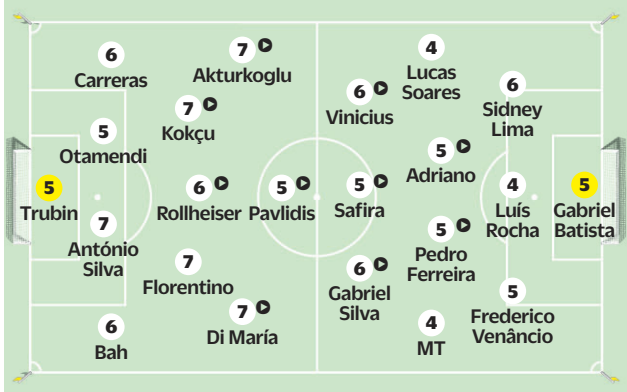 6
Carreras
7
Akturkoglu
4
Lucas
Soares
6
Vinicius
6
Sidney
Lima
7
Kokçu
5
Otamendi
5
Adriano
5
Trubin
6
Rollheiser
5
Pavlidis
5
Safira
4
Luís
Rocha
5
Gabriel
Batista
7
António
Silva
5
Pedro
Ferreira
7
Florentino
6
Gabriel
Silva
7
Di María
5
Frederico
Venâncio
6
Bah
4
MT